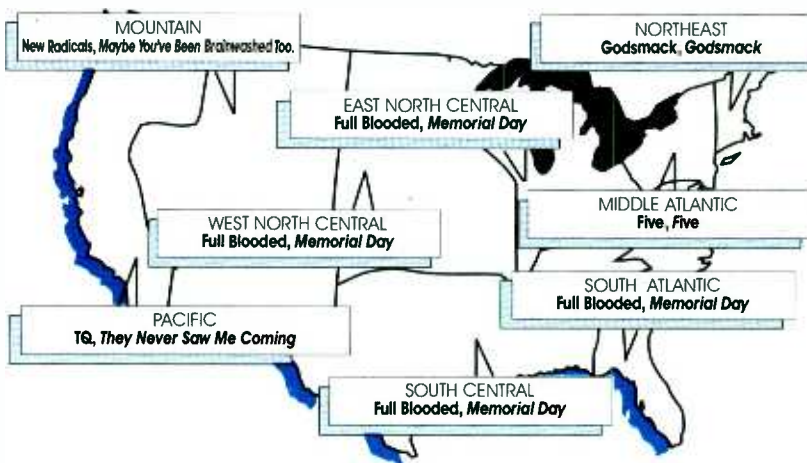 MOUNTAIN
New Radicals, Maybe You've Been Brainwashed Too.
NORTHEAST
Godsmack, Godsmack
EAST NORTH CENTRAL
Full Blooded, Memorial Day
MIDDLE ATLANTIC
Five, Five
WEST NORTH CENTRAL
Full Blooded, Memorial Day
SOUTH ATLANTIC
Full Blooded, Memorial Day
PACIFIC
TQ, They Never Saw Me Coming
SOUTH CENTRAL
Full Blooded, Memorial Day